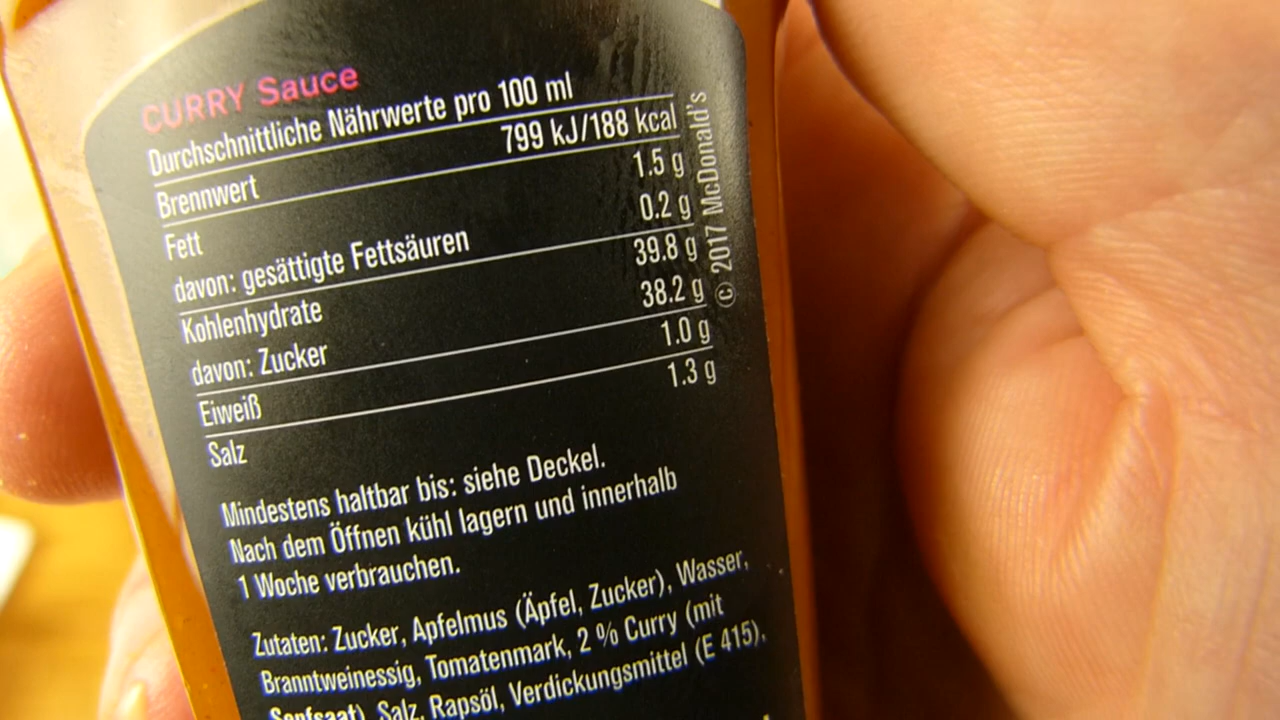 CURRY Sauce
Durchschnittliche Nährwerte pro 100 ml
Brennwert 799 kJ/188 kcal
Fett 1.5 g
davon: gesättigte Fettsäuren 0.2 g
Kohlenhydrate 39.8 g
davon: Zucker 38.2 g
Eiweiß 1.0 g
Salz 1.3 g
© 2017 McDonald's
Mindestens haltbar bis: siehe Deckel.
Nach dem Öffnen kühl lagern und innerhalb
1 Woche verbrauchen.
Zutaten: Zucker, Apfelmus (Äpfel, Zucker), Wasser,
Branntweinessig, Tomatenmark, 2 % Curry (mit
Senfsaat), Salz, Rapsöl, Verdickungsmittel (E 415),